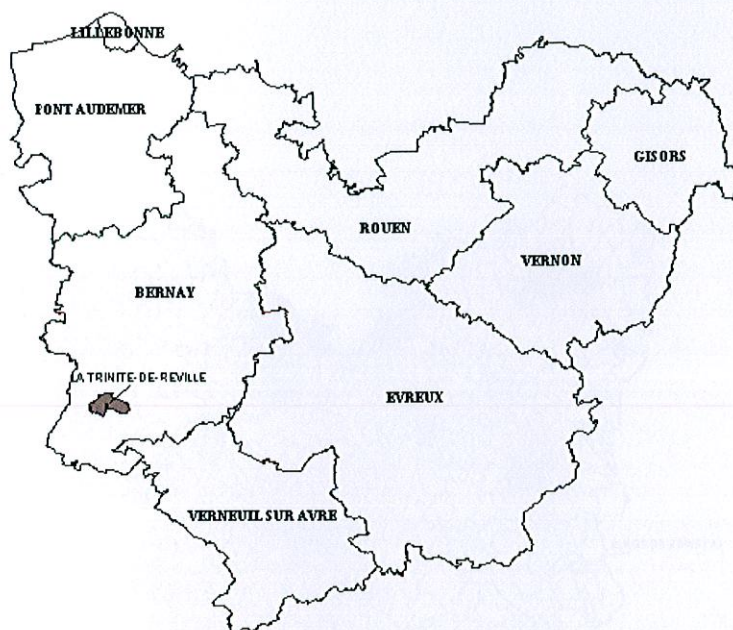 LILLEBONNE
PONT AUDEMER
GISORS
ROUEN
VERNON
BERNAY
LA TRINITE-DE-REVILLE
EVREUX
VERNEUIL SUR AVRE